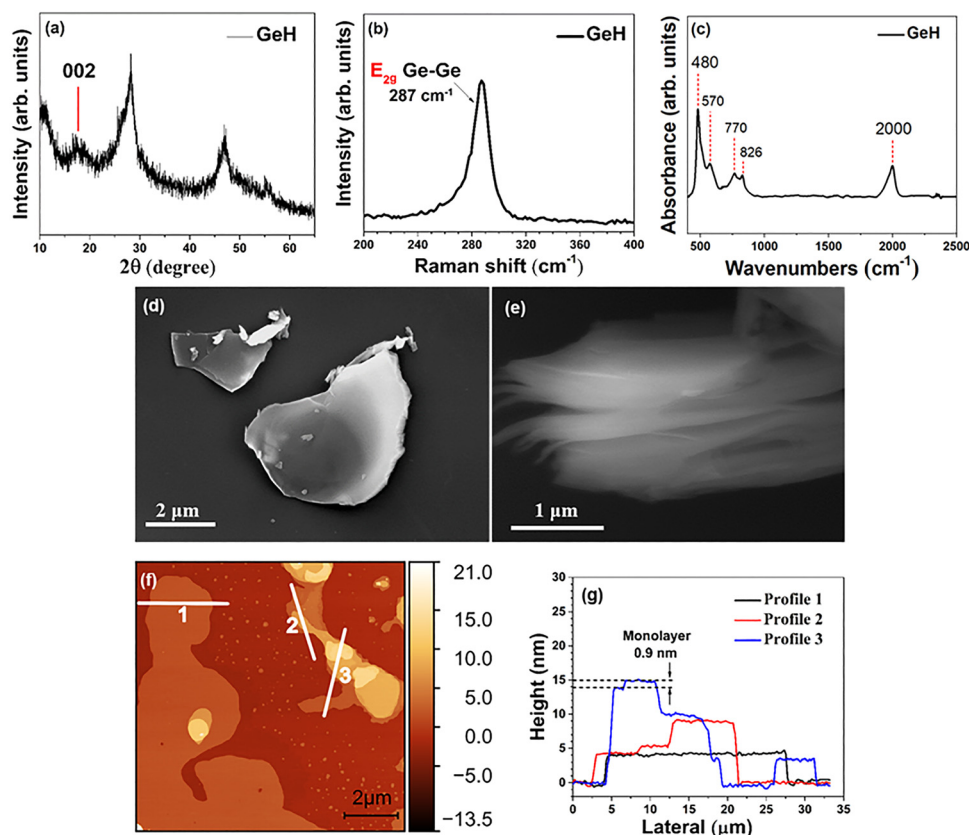 (a)
GeH
002
Intensity (arb. units)
10 20 30 40 50 60
2θ (degree)
(b)
GeH
E2g Ge-Ge
287 cm-1
Intensity (arb. units)
200 240 280 320 360 400
Raman shift (cm-1)
(c)
GeH
480
570
770
826
2000
Absorbance (arb. units)
500 1000 1500 2000 2500
Wavenumbers (cm-1)
(d)
2 μm
(e)
1 μm
(f)
1
2
3
2μm
21.0
15.0
10.0
5.0
0.0
−5.0
−13.5
(g)
Profile 1
Profile 2
Profile 3
Monolayer
0.9 nm
Height (nm)
30
25
20
15
10
5
0
0 5 10 15 20 25 30 35
Lateral (μm)